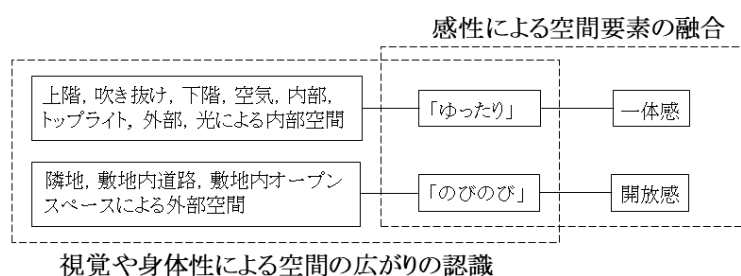 感性による空間要素の融合
上階，吹き抜け，下階，空気，内部，
トップライト，外部，光による内部空間
「ゆったり」
一体感
隣地，敷地内道路，敷地内オープン
スペースによる外部空間
「のびのび」
開放感
視覚や身体性による空間の広がりの認識